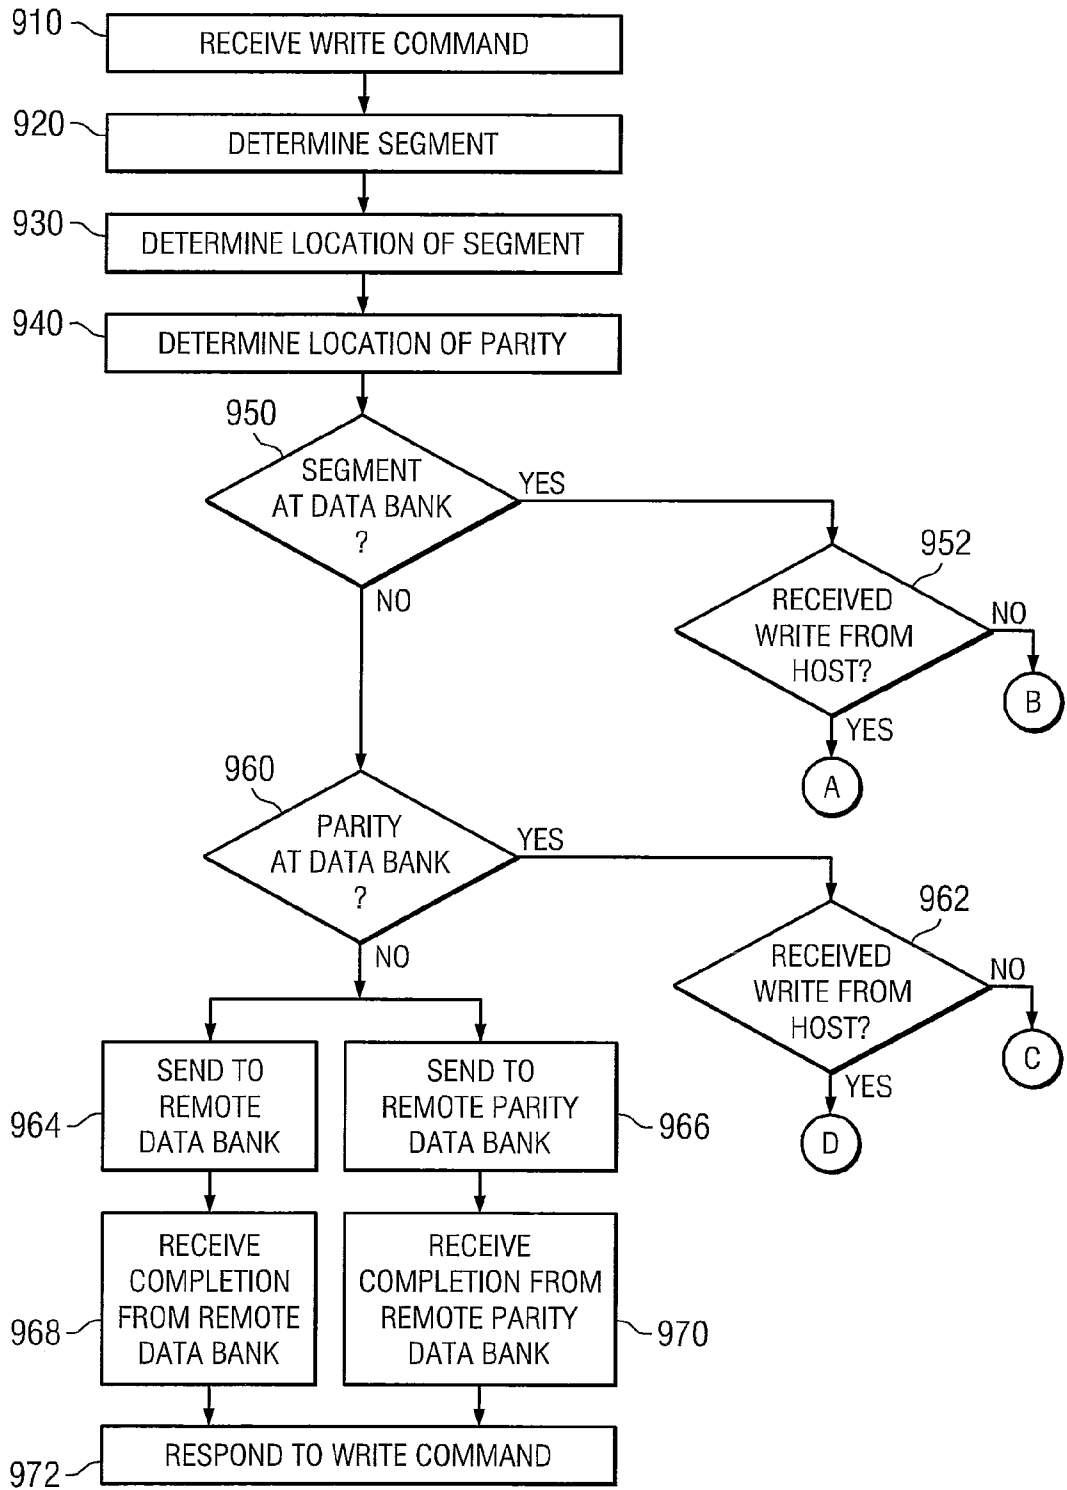 910
RECEIVE WRITE COMMAND
920
DETERMINE SEGMENT
930
DETERMINE LOCATION OF SEGMENT
940
DETERMINE LOCATION OF PARITY
950
SEGMENT
AT DATA BANK
?
YES
NO
952
RECEIVED
WRITE FROM
HOST?
NO
B
YES
A
960
PARITY
AT DATA BANK
?
YES
NO
962
RECEIVED
WRITE FROM
HOST?
NO
C
YES
D
964
SEND TO
REMOTE
DATA BANK
SEND TO
REMOTE PARITY
DATA BANK
966
968
RECEIVE
COMPLETION
FROM REMOTE
DATA BANK
RECEIVE
COMPLETION FROM
REMOTE PARITY
DATA BANK
970
972
RESPOND TO WRITE COMMAND